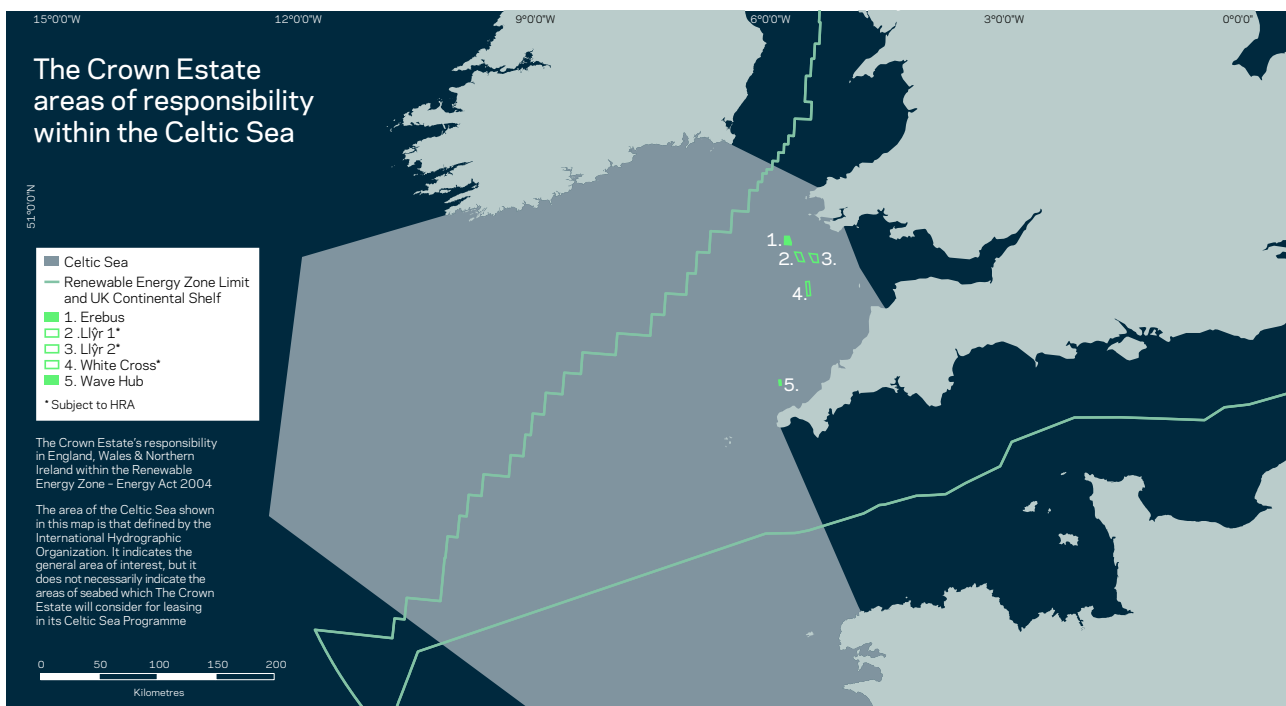 15°0'0"W 12°0'0"W 9°0'0"W 6°0'0"W 3°0'0"W 0°0'0"
The Crown Estate
areas of responsibility
within the Celtic Sea
51°0'0"N
Celtic Sea
Renewable Energy Zone Limit
and UK Continental Shelf
1. Erebus
2 .Llŷr 1*
3. Llŷr 2*
4. White Cross*
5. Wave Hub
* Subject to HRA
The Crown Estate's responsibility
in England, Wales & Northern
Ireland within the Renewable
Energy Zone – Energy Act 2004
The area of the Celtic Sea shown
in this map is that defined by the
International Hydrographic
Organization. It indicates the
general area of interest, but it
does not necessarily indicate the
areas of seabed which The Crown
Estate will consider for leasing
in its Celtic Sea Programme
0 50 100 150 200
Kilometres
1.
2. 3.
4.
5.